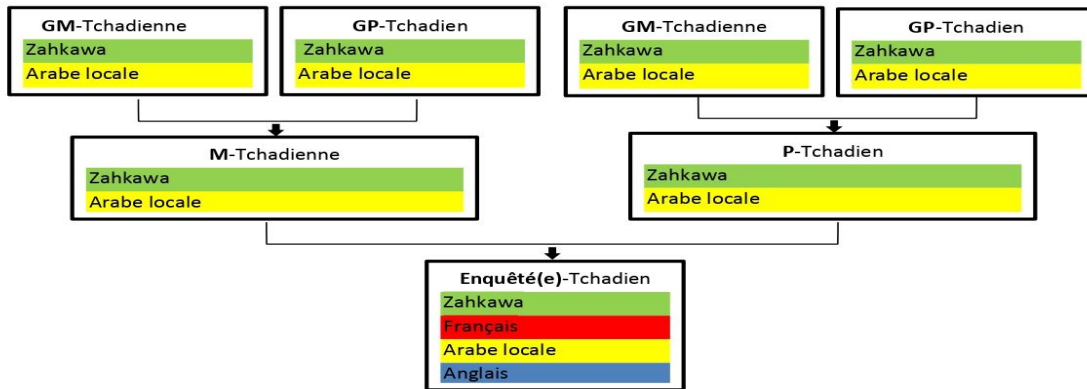 GM-Tchadienne
Zahkawa
Arabe locale
GP-Tchadien
Zahkawa
Arabe locale
GM-Tchadienne
Zahkawa
Arabe locale
GP-Tchadien
Zahkawa
Arabe locale
M-Tchadienne
Zahkawa
Arabe locale
P-Tchadien
Zahkawa
Arabe locale
Enquêté(e)-Tchadien
Zahkawa
Français
Arabe locale
Anglais